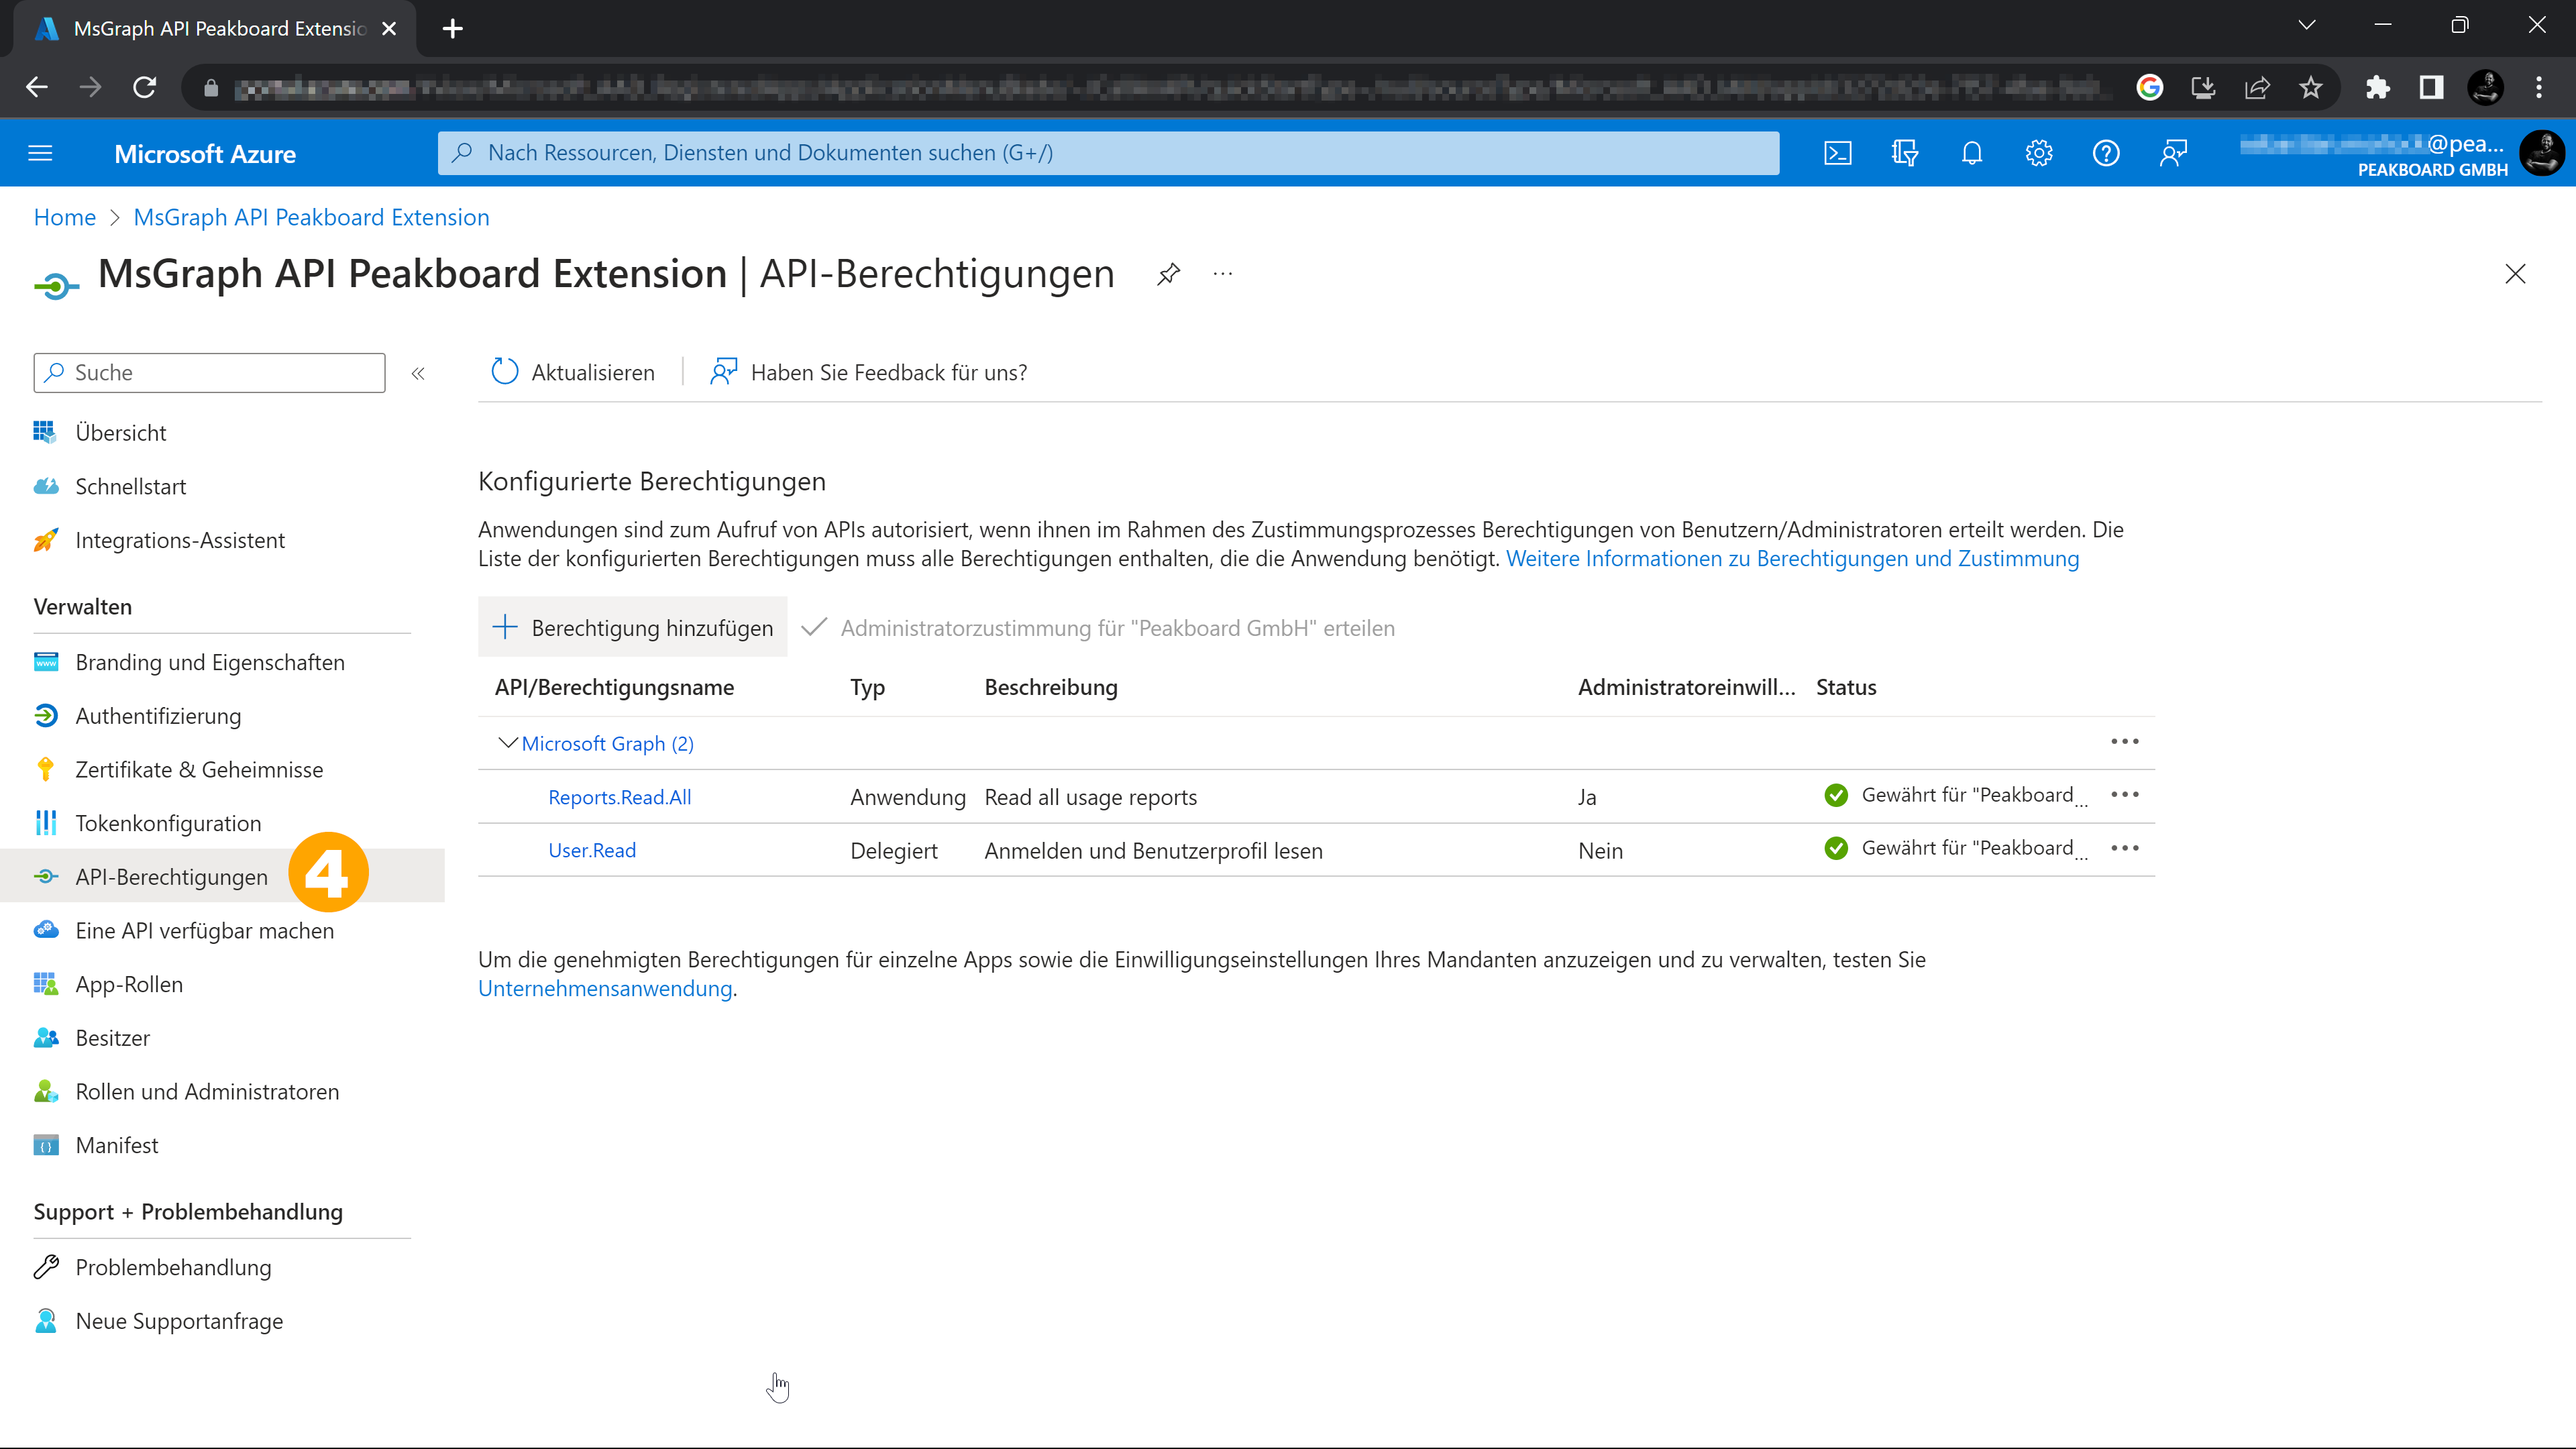 MsGraph API Peakboard Extensio
Microsoft Azure
Nach Ressourcen, Diensten und Dokumenten suchen (G+/)
@pea...
PEAKBOARD GMBH
Home > MsGraph API Peakboard Extension
MsGraph API Peakboard Extension | API-Berechtigungen
...
Suche
«
Aktualisieren
Haben Sie Feedback für uns?
Übersicht
Schnellstart
Integrations-Assistent
Verwalten
Branding und Eigenschaften
Authentifizierung
Zertifikate & Geheimnisse
Tokenkonfiguration
API-Berechtigungen
4
Eine API verfügbar machen
App-Rollen
Besitzer
Rollen und Administratoren
Manifest
Support + Problembehandlung
Problembehandlung
Neue Supportanfrage
Konfigurierte Berechtigungen
Anwendungen sind zum Aufruf von APIs autorisiert, wenn ihnen im Rahmen des Zustimmungsprozesses Berechtigungen von Benutzern/Administratoren erteilt werden. Die
Liste der konfigurierten Berechtigungen muss alle Berechtigungen enthalten, die die Anwendung benötigt. Weitere Informationen zu Berechtigungen und Zustimmung
Berechtigung hinzufügen
Administratorzustimmung für "Peakboard GmbH" erteilen
API/Berechtigungsname Typ Beschreibung Administratoreinwill... Status
Microsoft Graph (2)
Reports.Read.All Anwendung Read all usage reports Ja Gewährt für "Peakboard...
User.Read Delegiert Anmelden und Benutzerprofil lesen Nein Gewährt für "Peakboard...
Um die genehmigten Berechtigungen für einzelne Apps sowie die Einwilligungseinstellungen Ihres Mandanten anzuzeigen und zu verwalten, testen Sie
Unternehmensanwendung.